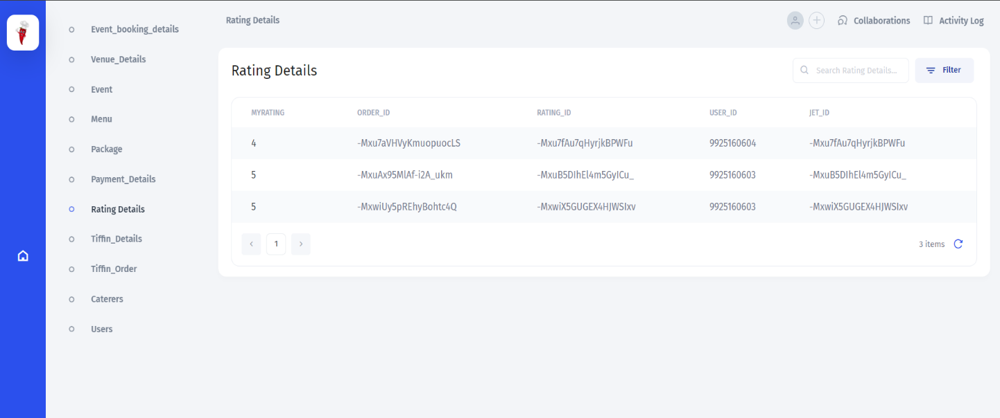 Rating Details
Collaborations
Activity Log
Event_booking_details
Venue_Details
Event
Menu
Package
Payment_Details
Rating Details
Tiffin_Details
Tiffin_Order
Caterers
Users
Rating Details
Search Rating Details...
Filter
MYRATING ORDER_ID RATING_ID USER_ID JET_ID
4 -Mxu7aVHVyKmuopuocLS -Mxu7fAu7qHyrjkBPWFu 9925160604 -Mxu7fAu7qHyrjkBPWFu
5 -MxuAx95MlAf-i2A_ukm -MxuB5DIhEl4m5GyICu_ 9925160603 -MxuB5DIhEl4m5GyICu_
5 -MxwiUy5pREhyBohtc4Q -MxwiX5GUGEX4HJWSIxv 9925160603 -MxwiX5GUGEX4HJWSIxv
1
3 items